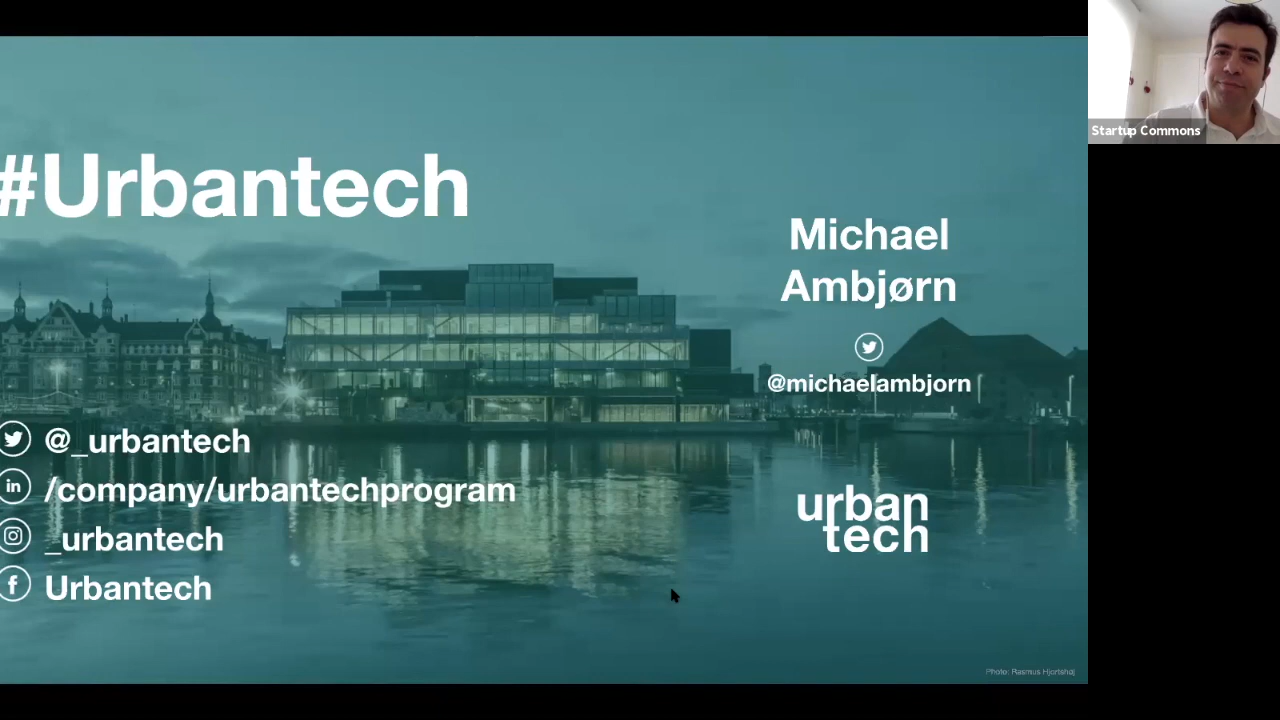 #Urbantech
Michael
Ambjørn
@michaelambjorn
@_urbantech
/company/urbantechprogram
_urbantech
Urbantech
urban
tech
Photo: Rasmus Hjortshøj
Startup Commons